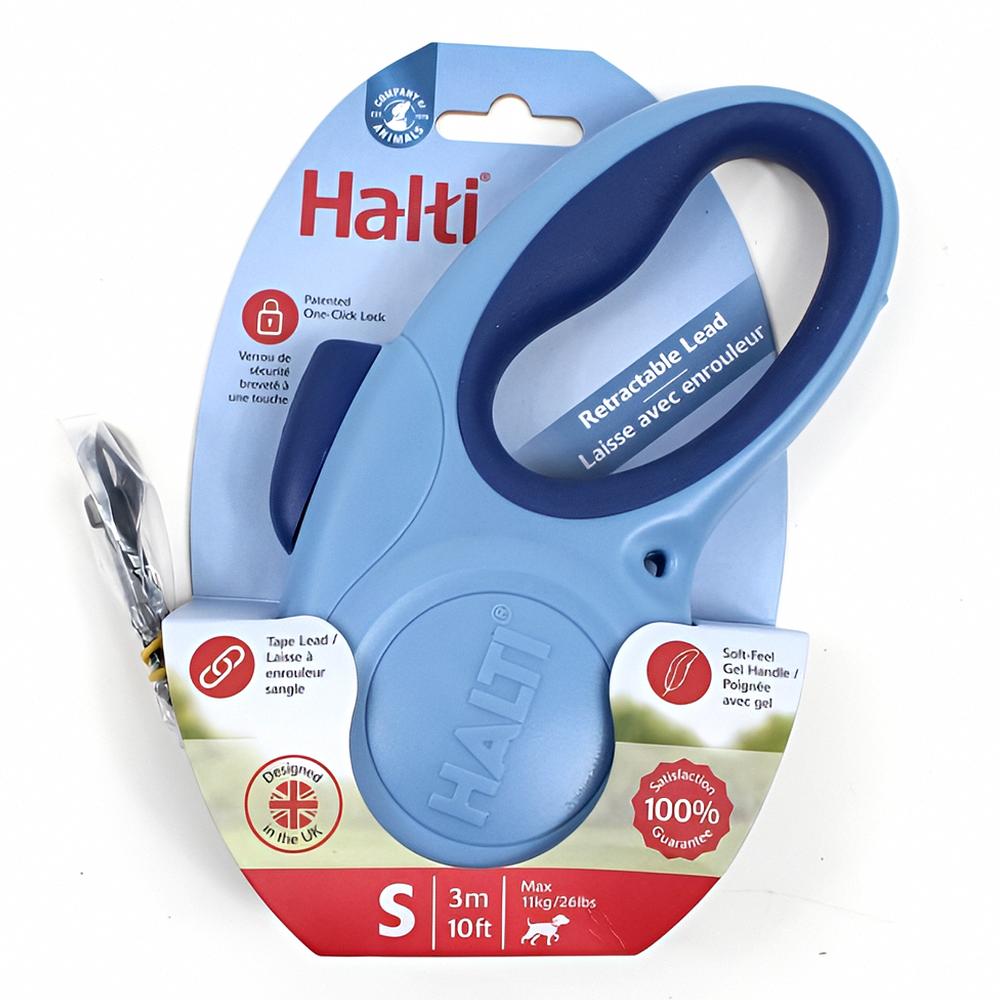 COMPANY of
ANIMALS
Halti®
Patented
One-Click Lock
Verrou de
sécurité
breveté à
une touche
Retractable Lead
Laisse avec enrouleur
Tape Lead /
Laisse à
enrouleur
sangle
Soft-Feel
Gel Handle /
Poignée
avec gel
HALTI®
Designed
in the UK
Satisfaction
100%
Guarantee
S
3m
10ft
Max
11kg/26lbs